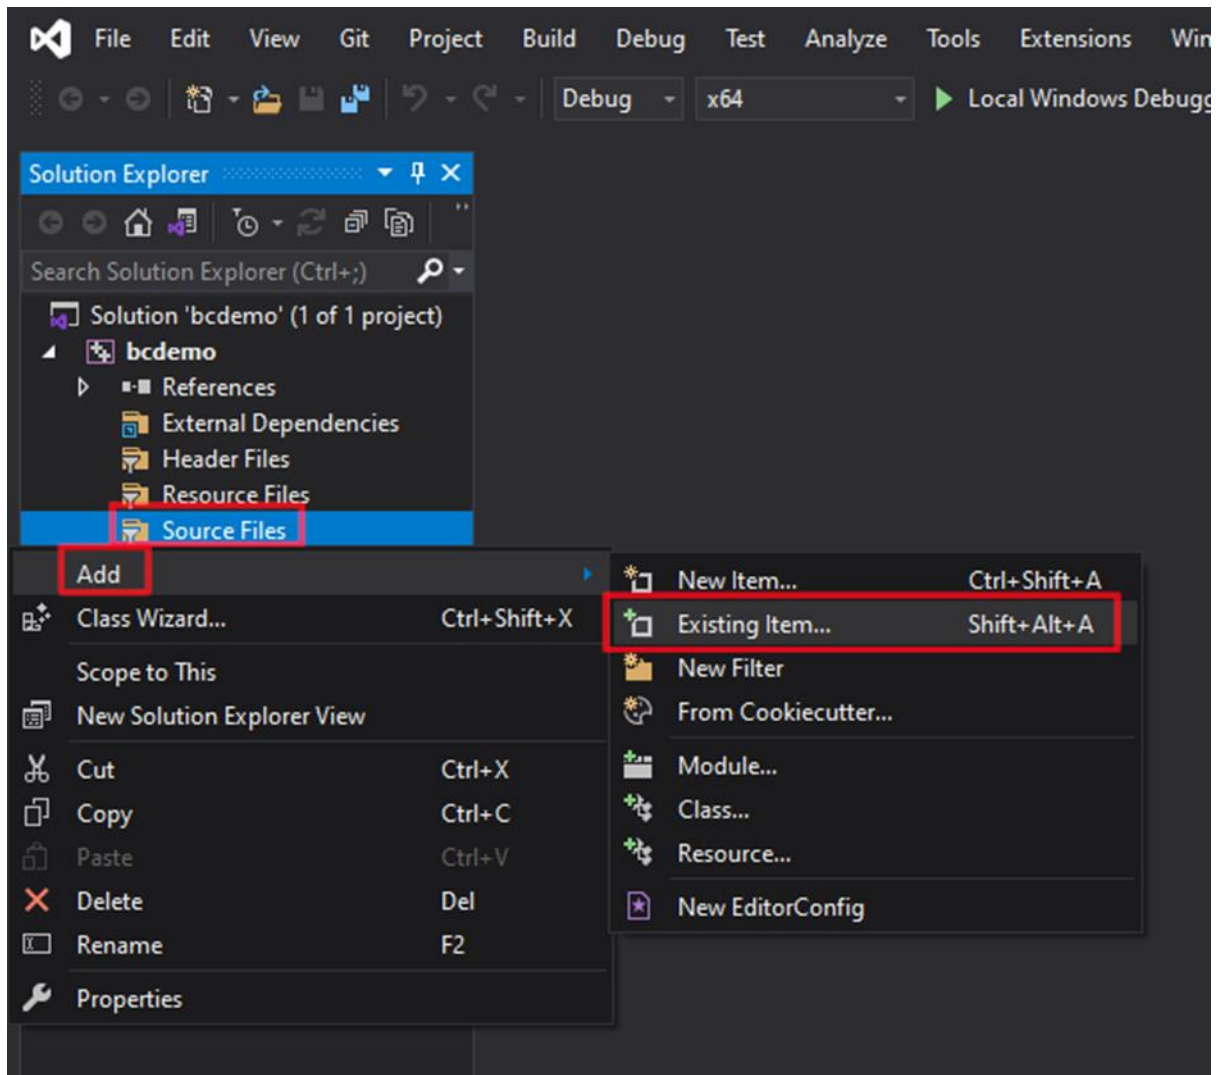 File Edit View Git Project Build Debug Test Analyze Tools Extensions Win
Debug x64 Local Windows Debugg
Solution Explorer
Search Solution Explorer (Ctrl+;)
Solution 'bcdemo' (1 of 1 project)
bcdemo
References
External Dependencies
Header Files
Resource Files
Source Files
Add
Class Wizard... Ctrl+Shift+X
Scope to This
New Solution Explorer View
Cut Ctrl+X
Copy Ctrl+C
Paste Ctrl+V
Delete Del
Rename F2
Properties
New Item... Ctrl+Shift+A
Existing Item... Shift+Alt+A
New Filter
From Cookiecutter...
Module...
Class...
Resource...
New EditorConfig